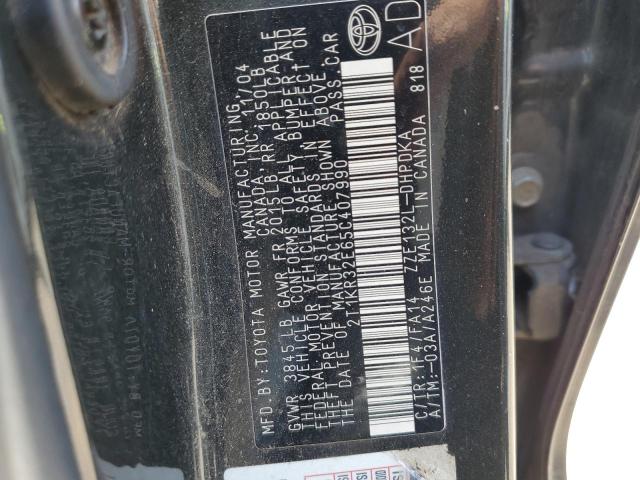 MFD.BY:TOYOTA MOTOR MANUFACTURING
CANADA, INC. 11/04
GVWR 3845LB GAWR FR 2015LB RR 1850LB
THIS VEHICLE CONFORMS TO ALL APPLICABLE
FEDERAL MOTOR VEHICLE SAFETY, BUMPER AND
THEFT PREVENTION STANDARDS IN EFFECT ON
THE DATE OF MANUFACTURE SHOWN ABOVE.
2T1KR32E65C407990 PASS.CAR
C/TR:1F4/FA14 ZZE132L-DHPDKA
A/TM:-03A/A246E MADE IN CANADA 818
AD